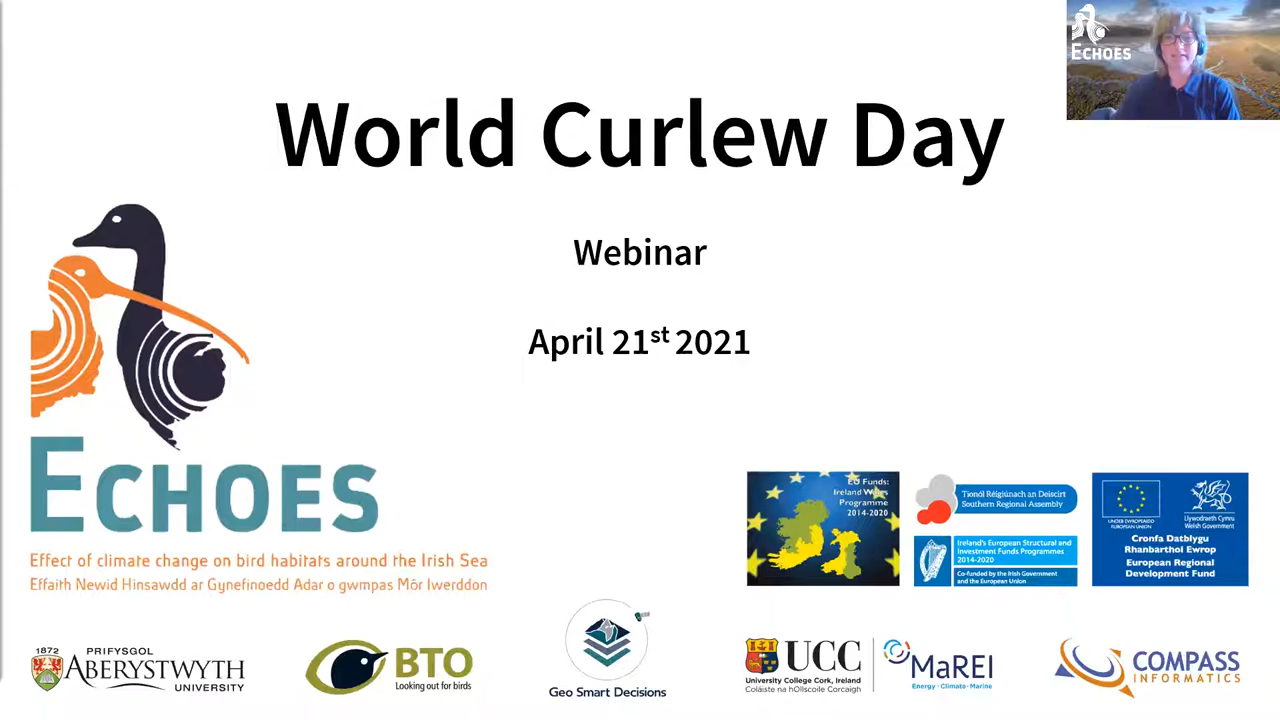 World Curlew Day
ECHOES
Webinar
April 21st 2021
ECHOES
Effect of climate change on bird habitats around the Irish Sea
Effaith Newid Hinsawdd ar Gynefinoedd Adar o gwmpas Môr Iwerddon
EU Funds:
Ireland Wales
Programme
2014-2020
Tionól Réigiúnach an Deiscirt
Southern Regional Assembly
Ireland's European Structural and
Investment Funds Programmes
2014-2020
Co-funded by the Irish Government
and the European Union
UNDEB EWROPEAIDD
EUROPEAN UNION
Llywodraeth Cymru
Welsh Government
Cronfa Datblygu
Rhanbarthol Ewrop
European Regional
Development Fund
1872
PRIFYSGOL
ABERYSTWYTH
UNIVERSITY
BTO
Looking out for birds
Geo Smart Decisions
UCC
University College Cork, Ireland
Coláiste na hOllscoile Corcaigh
MaREI
Energy · Climate · Marine
COMPASS
INFORMATICS